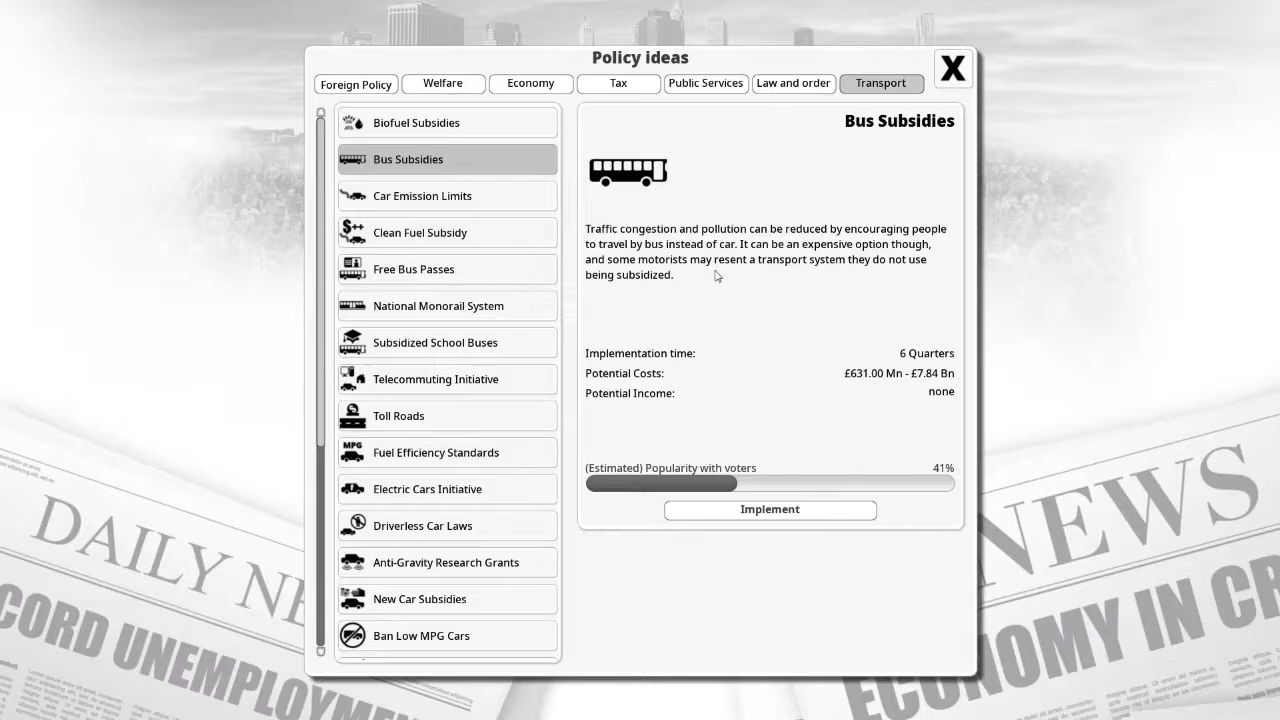 Policy ideas
X
Foreign Policy
Welfare
Economy
Tax
Public Services
Law and order
Transport
Biofuel Subsidies
Bus Subsidies
Car Emission Limits
$++
Clean Fuel Subsidy
Free Bus Passes
National Monorail System
Subsidized School Buses
Telecommuting Initiative
Toll Roads
MPG
Fuel Efficiency Standards
Electric Cars Initiative
Driverless Car Laws
Anti-Gravity Research Grants
New Car Subsidies
Ban Low MPG Cars
Bus Subsidies
Traffic congestion and pollution can be reduced by encouraging people
to travel by bus instead of car. It can be an expensive option though,
and some motorists may resent a transport system they do not use
being subsidized.
Implementation time: 6 Quarters
Potential Costs: £631.00 Mn - £7.84 Bn
Potential Income: none
(Estimated) Popularity with voters 41%
Implement
DAILY NE
CORD UNEMPLOYM
NEWS
ECONOMY IN CR